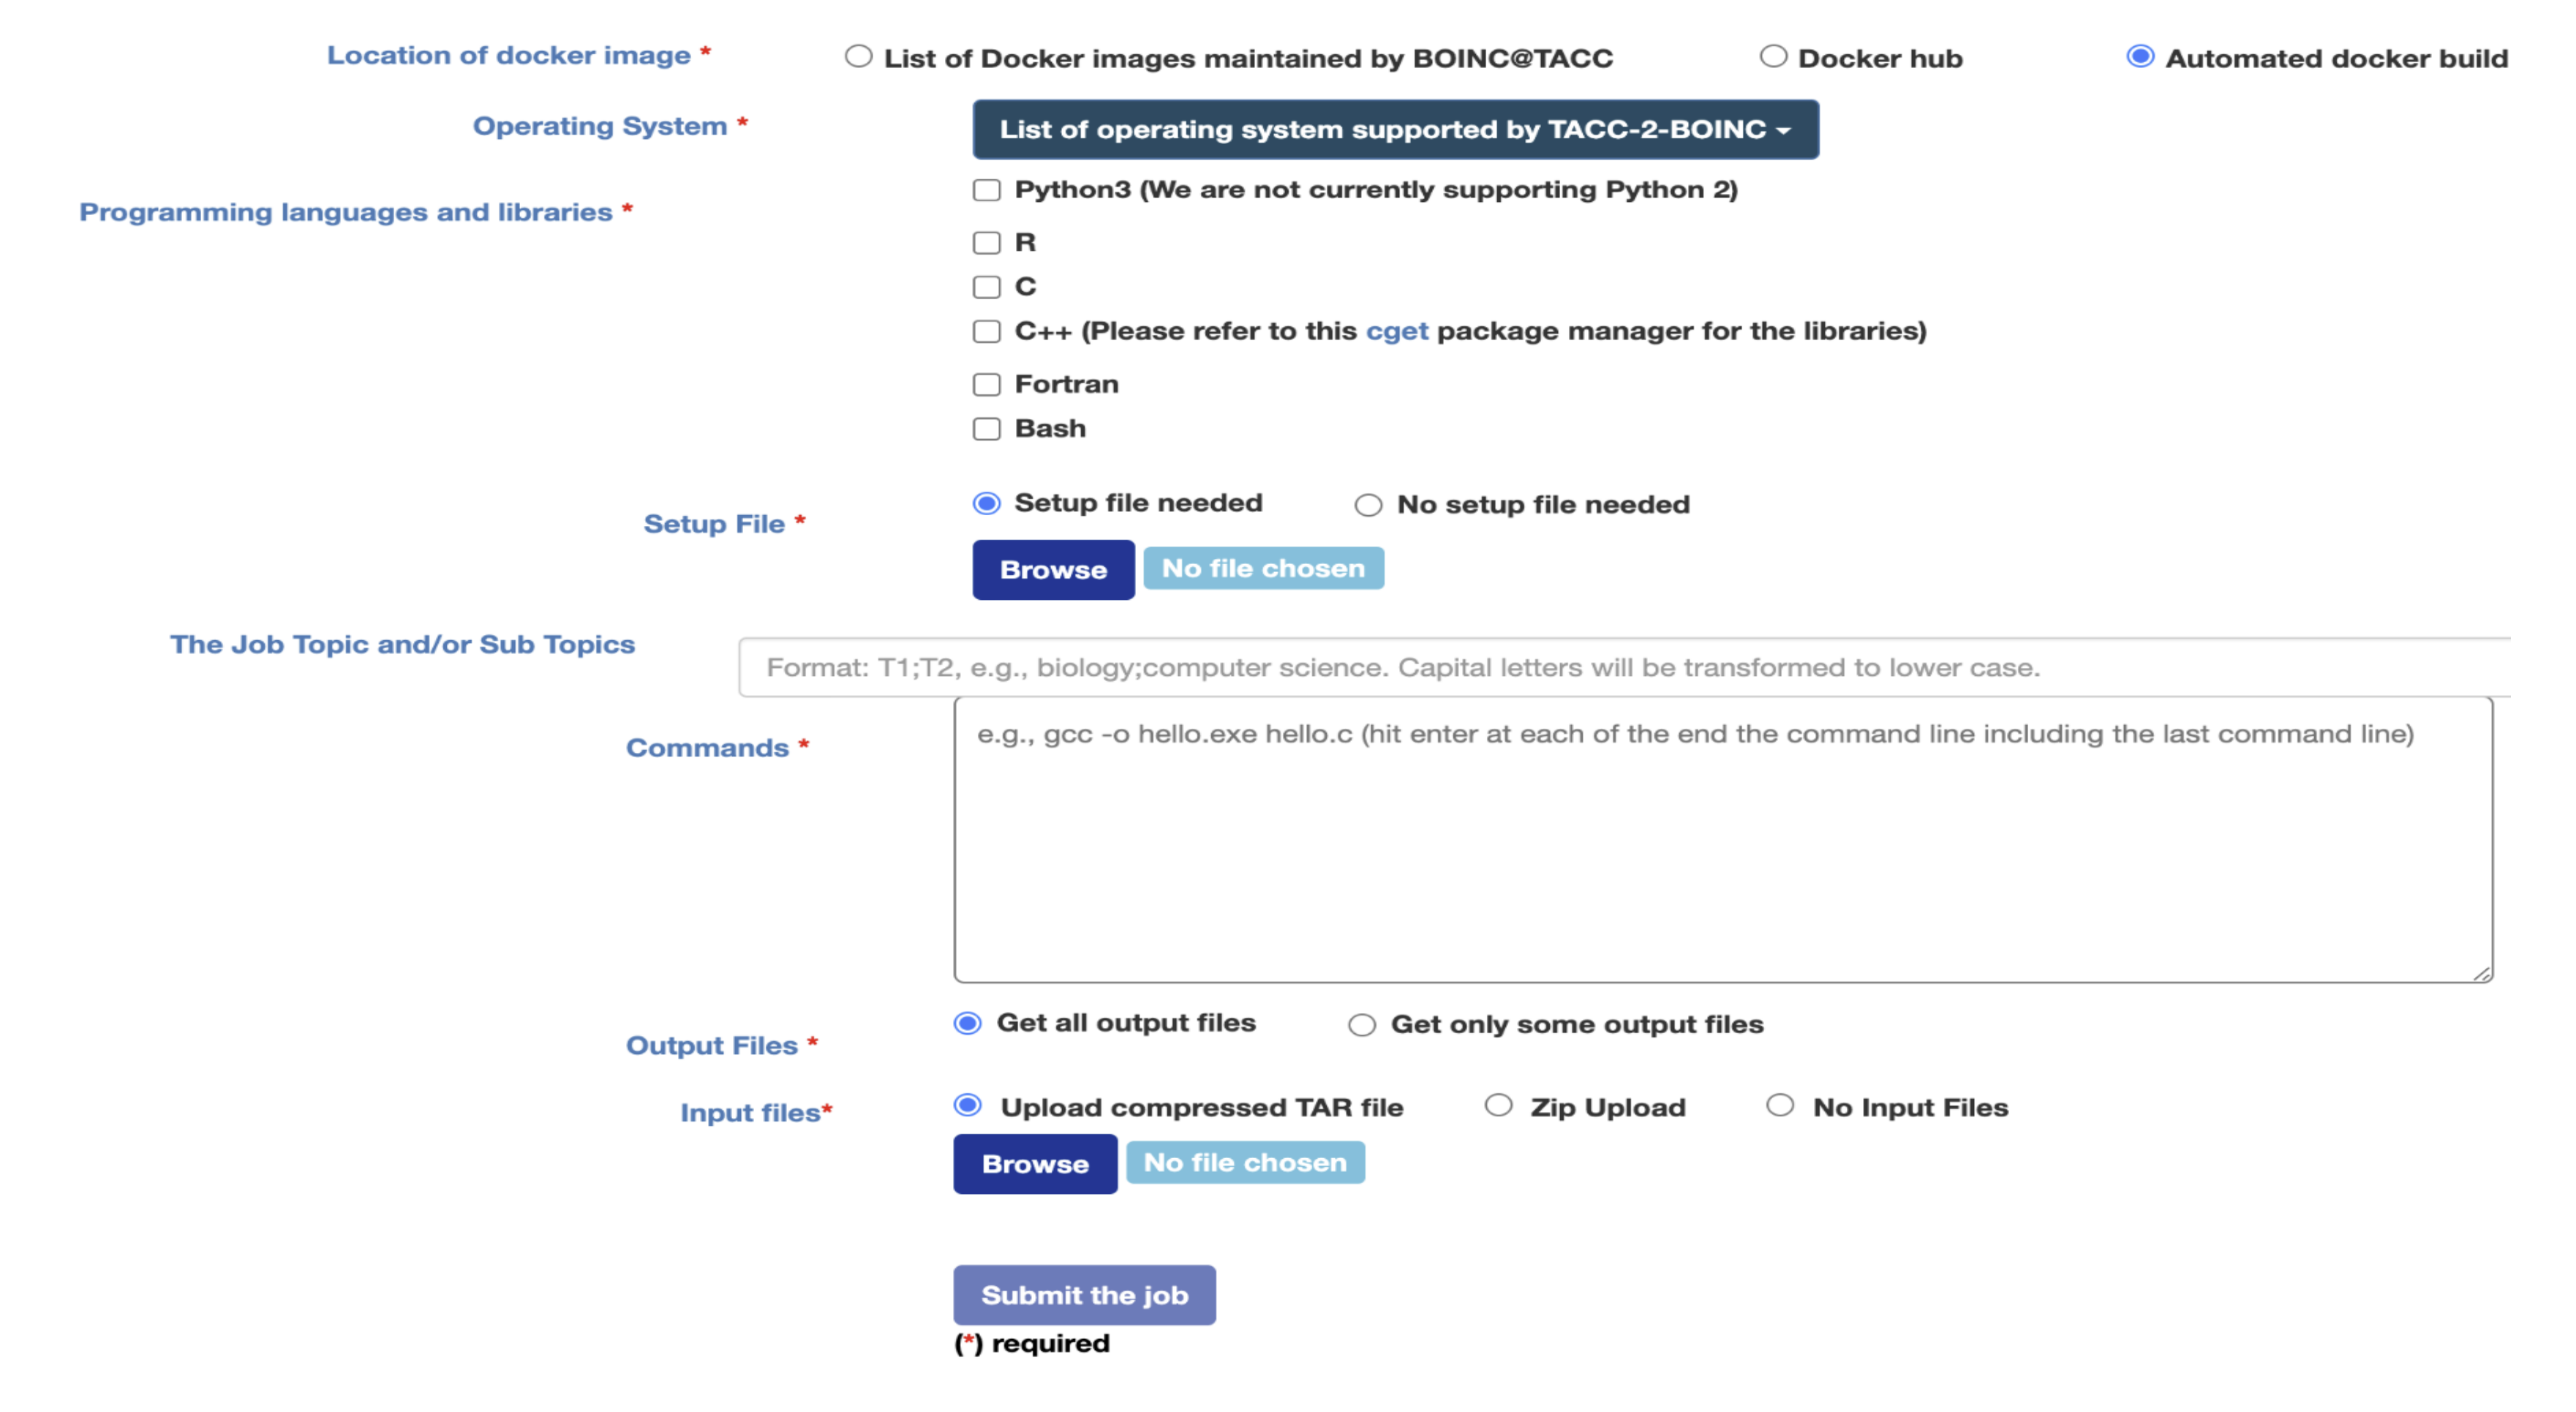 Location of docker image * List of Docker images maintained by BOINC@TACC Docker hub Automated docker build
Operating System * List of operating system supported by TACC-2-BOINC
Programming languages and libraries * Python3 (We are not currently supporting Python 2)
R
C
C++ (Please refer to this cget package manager for the libraries)
Fortran
Bash
Setup File * Setup file needed No setup file needed
Browse No file chosen
The Job Topic and/or Sub Topics Format: T1;T2, e.g., biology;computer science. Capital letters will be transformed to lower case.
Commands * e.g., gcc -o hello.exe hello.c (hit enter at each of the end the command line including the last command line)
Output Files * Get all output files Get only some output files
Input files* Upload compressed TAR file Zip Upload No Input Files
Browse No file chosen
Submit the job
(*) required